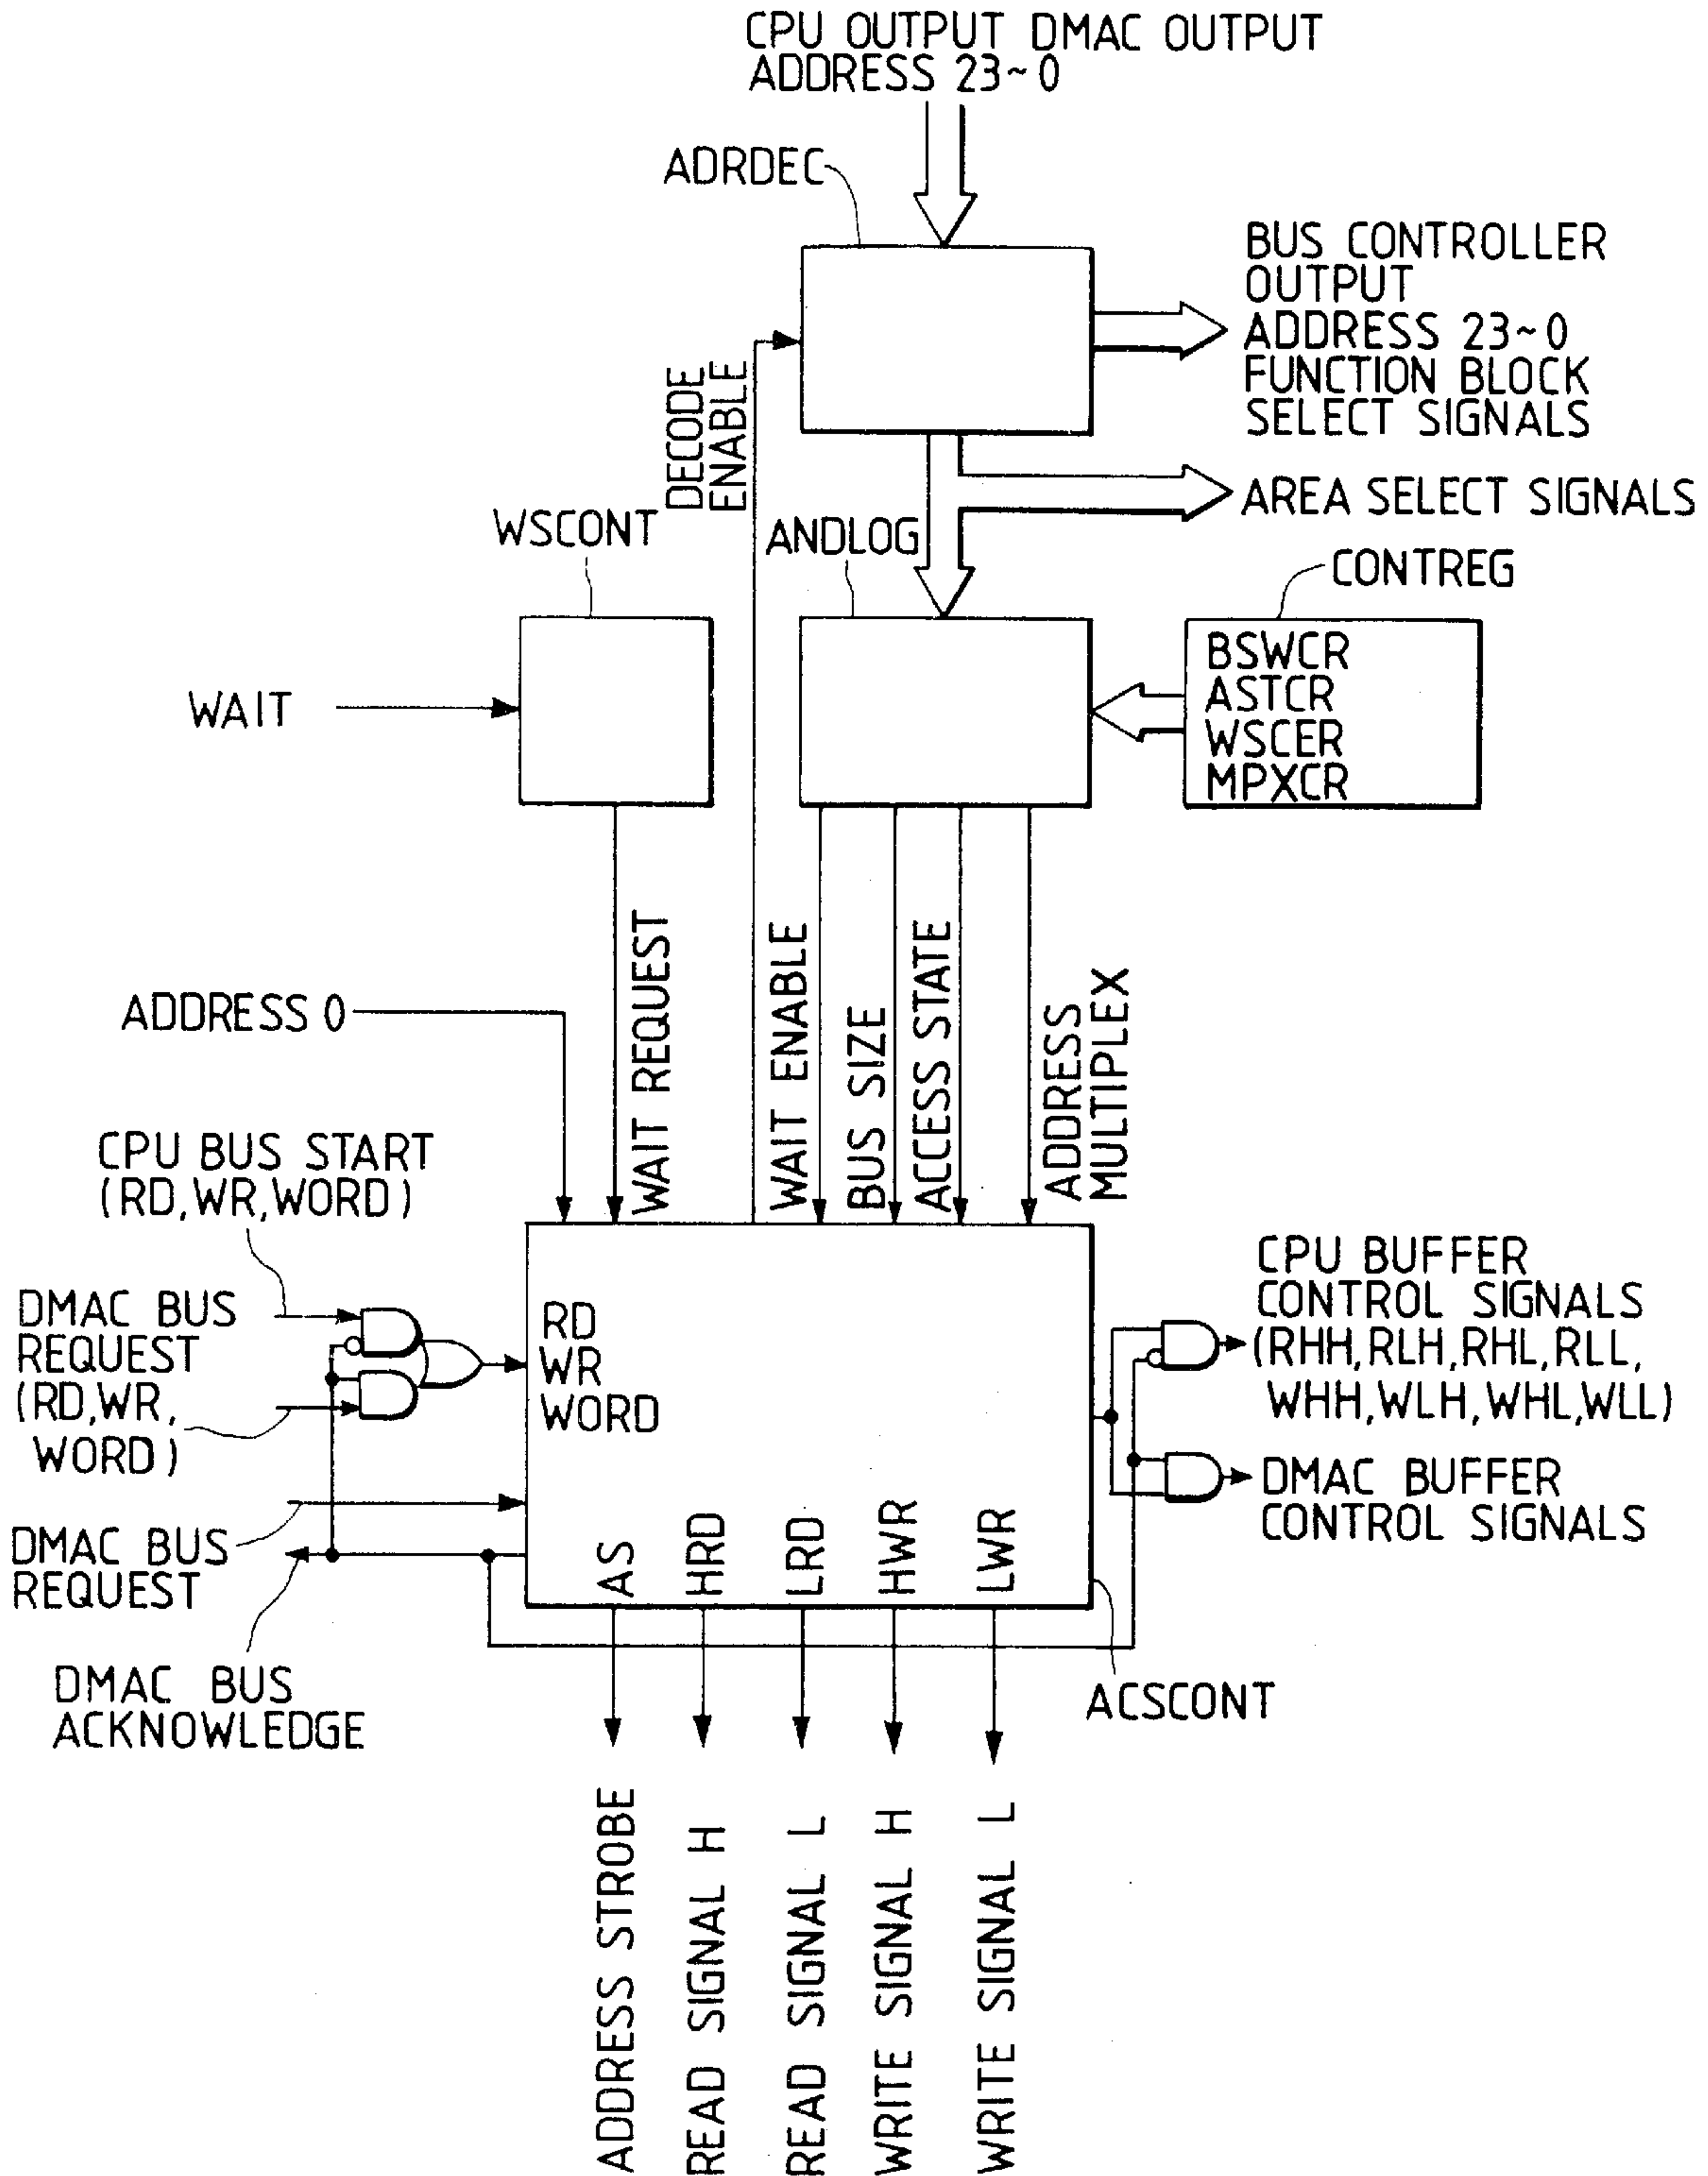 CPU OUTPUT DMAC OUTPUT
ADDRESS 23~0
ADRDEC
BUS CONTROLLER
OUTPUT
ADDRESS 23~0
FUNCTION BLOCK
SELECT SIGNALS
DECODE
ENABLE
AREA SELECT SIGNALS
WSCONT
ANDLOG
CONTREG
BSWCR
ASTCR
WSCER
MPXCR
WAIT
WAIT REQUEST
WAIT ENABLE
BUS SIZE
ACCESS STATE
ADDRESS
MULTIPLEX
ADDRESS 0
CPU BUS START
(RD,WR,WORD)
DMAC BUS
REQUEST
(RD,WR,
WORD)
RD
WR
WORD
CPU BUFFER
CONTROL SIGNALS
(RHH,RLH,RHL,RLL,
WHH,WLH,WHL,WLL)
DMAC BUFFER
CONTROL SIGNALS
DMAC BUS
REQUEST
AS
HRD
LRD
HWR
LWR
DMAC BUS
ACKNOWLEDGE
ACSCONT
ADDRESS STROBE
READ SIGNAL H
READ SIGNAL L
WRITE SIGNAL H
WRITE SIGNAL L